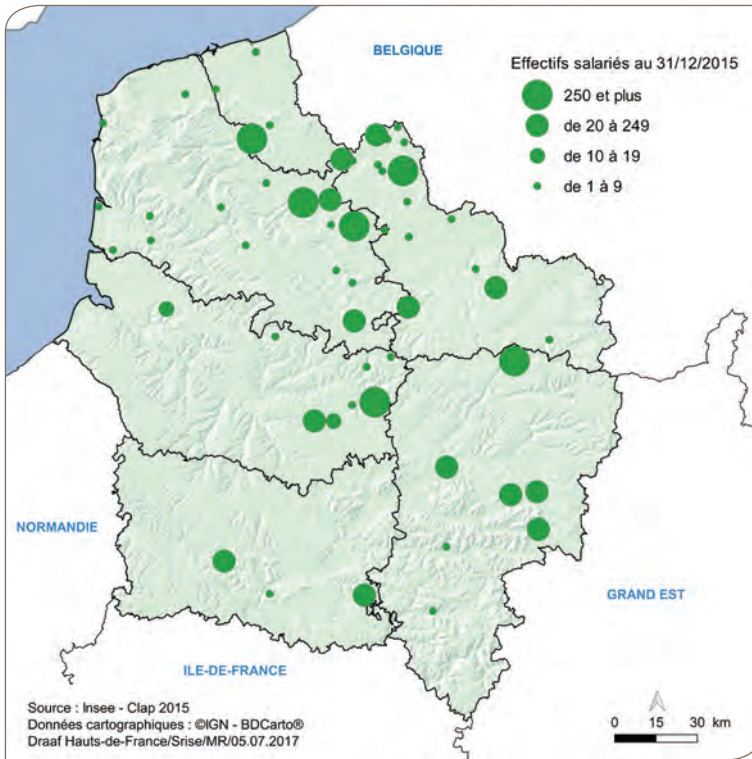 BELGIQUE
Effectifs salariés au 31/12/2015
250 et plus
de 20 à 249
de 10 à 19
de 1 à 9
NORMANDIE
GRAND EST
ILE-DE-FRANCE
Source : Insee - Clap 2015
Données cartographiques : ©IGN - BDCarto®
Draaf Hauts-de-France/Srise/MR/05.07.2017
0 15 30 km